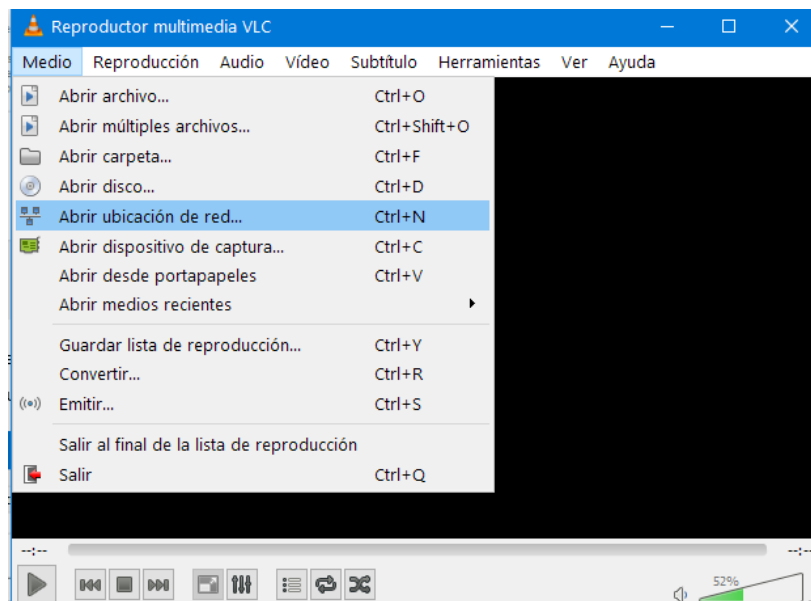 Reproductor multimedia VLC
Medio Reproducción Audio Vídeo Subtítulo Herramientas Ver Ayuda
Abrir archivo... Ctrl+O
Abrir múltiples archivos... Ctrl+Shift+O
Abrir carpeta... Ctrl+F
Abrir disco... Ctrl+D
Abrir ubicación de red... Ctrl+N
Abrir dispositivo de captura... Ctrl+C
Abrir desde portapapeles Ctrl+V
Abrir medios recientes
Guardar lista de reproducción... Ctrl+Y
Convertir... Ctrl+R
Emitir... Ctrl+S
Salir al final de la lista de reproducción
Salir Ctrl+Q
--:-- --:--
52%